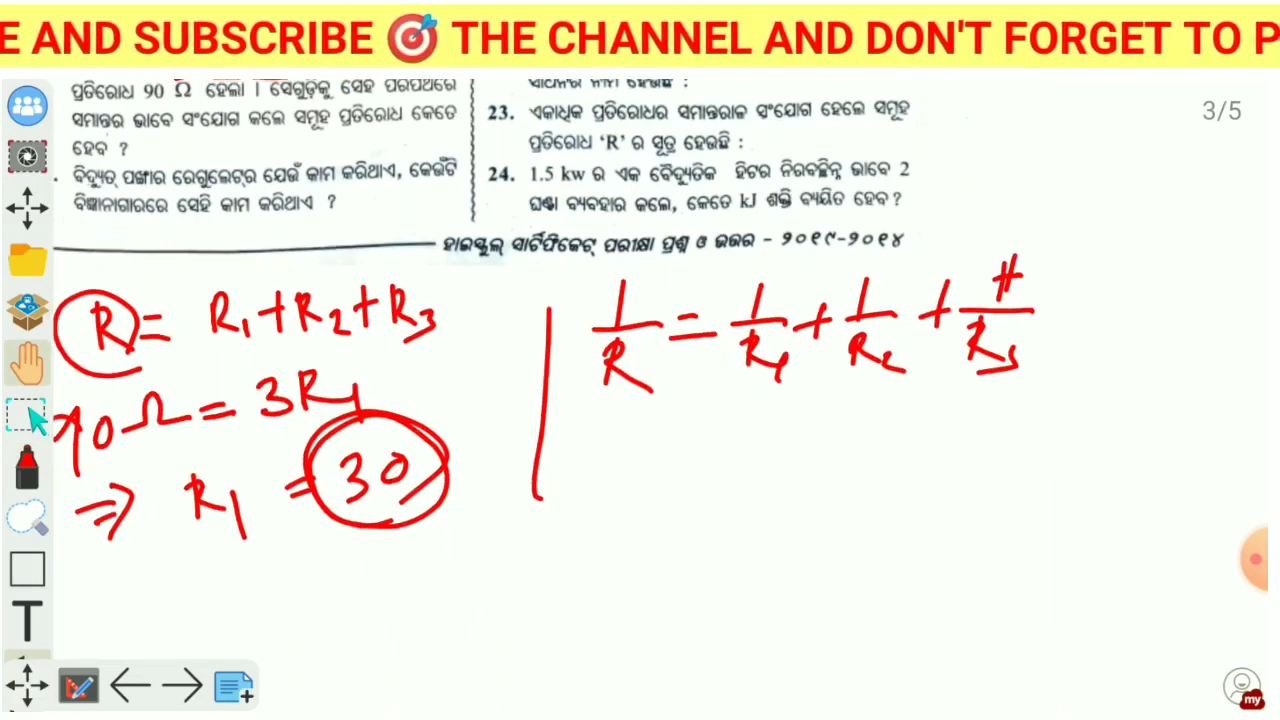 E AND SUBSCRIBE 🎯 THE CHANNEL AND DON'T FORGET TO P
ପ୍ରତିରୋଧ 90 Ω ହେଲା । ସେଗୁଡ଼ିକୁ ସେହି ପରିପଥରେ
ସମାନ୍ତର ଭାବେ ସଂଯୋଗ କଲେ ସମୂହ ପ୍ରତିରୋଧ କେତେ
ହେବ ?
. ବିଦ୍ୟୁତ୍ ପଙ୍ଖାର ରେଗୁଲେଟ୍‌ର ଯେଉଁ କାମ କରିଥାଏ, କେଉଁଟି
ବିଜ୍ଞାନାଗାରରେ ସେହି କାମ କରିଥାଏ ?
ହେଉଛି :
23. ଏକାଧିକ ପ୍ରତିରୋଧର ସମାନ୍ତରାଳ ସଂଯୋଗ ହେଲେ ସମୂହ
ପ୍ରତିରୋଧ ‘R’ ର ସୂତ୍ର ହେଉଛି :
24. 1.5 kw ର ଏକ ବୈଦ୍ୟୁତିକ ହିଟର ନିରବଚ୍ଛିନ୍ନ ଭାବେ 2
ଘଣ୍ଟା ବ୍ୟବହାର କଲେ, କେତେ kJ ଶକ୍ତି ବ୍ୟୟିତ ହେବ ?
ହାଇସ୍କୁଲ୍ ସାର୍ଟିଫିକେଟ୍ ପରୀକ୍ଷା ପ୍ରଶ୍ନ ଓ ଉତ୍ତର - ୨୦୧୯-୨୦୧୪
3/5
R = R1 + R2 + R3
90 Ω = 3R1
⇒ R1 = 30
1/R = 1/R1 + 1/R2 + 1/R3
T
my